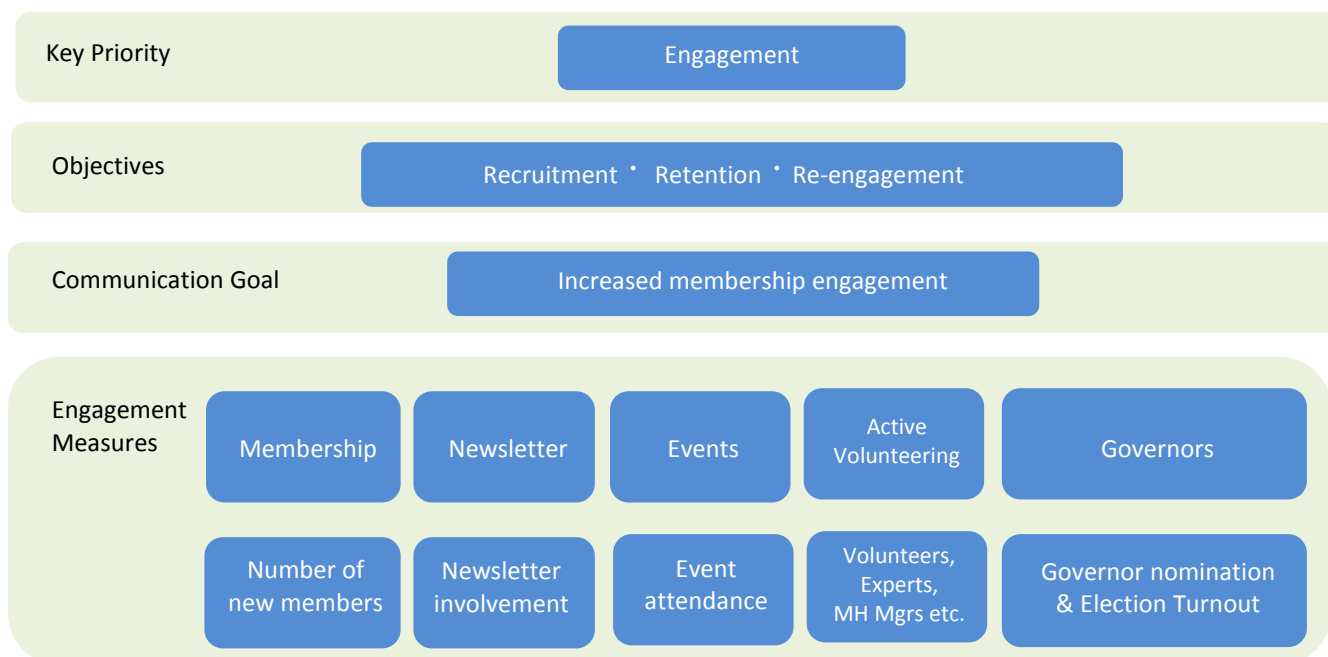 Key Priority
Engagement
Objectives
Recruitment · Retention · Re-engagement
Communication Goal
Increased membership engagement
Engagement
Measures
Membership
Newsletter
Events
Active
Volunteering
Governors
Number of
new members
Newsletter
involvement
Event
attendance
Volunteers,
Experts,
MH Mgrs etc.
Governor nomination
& Election Turnout